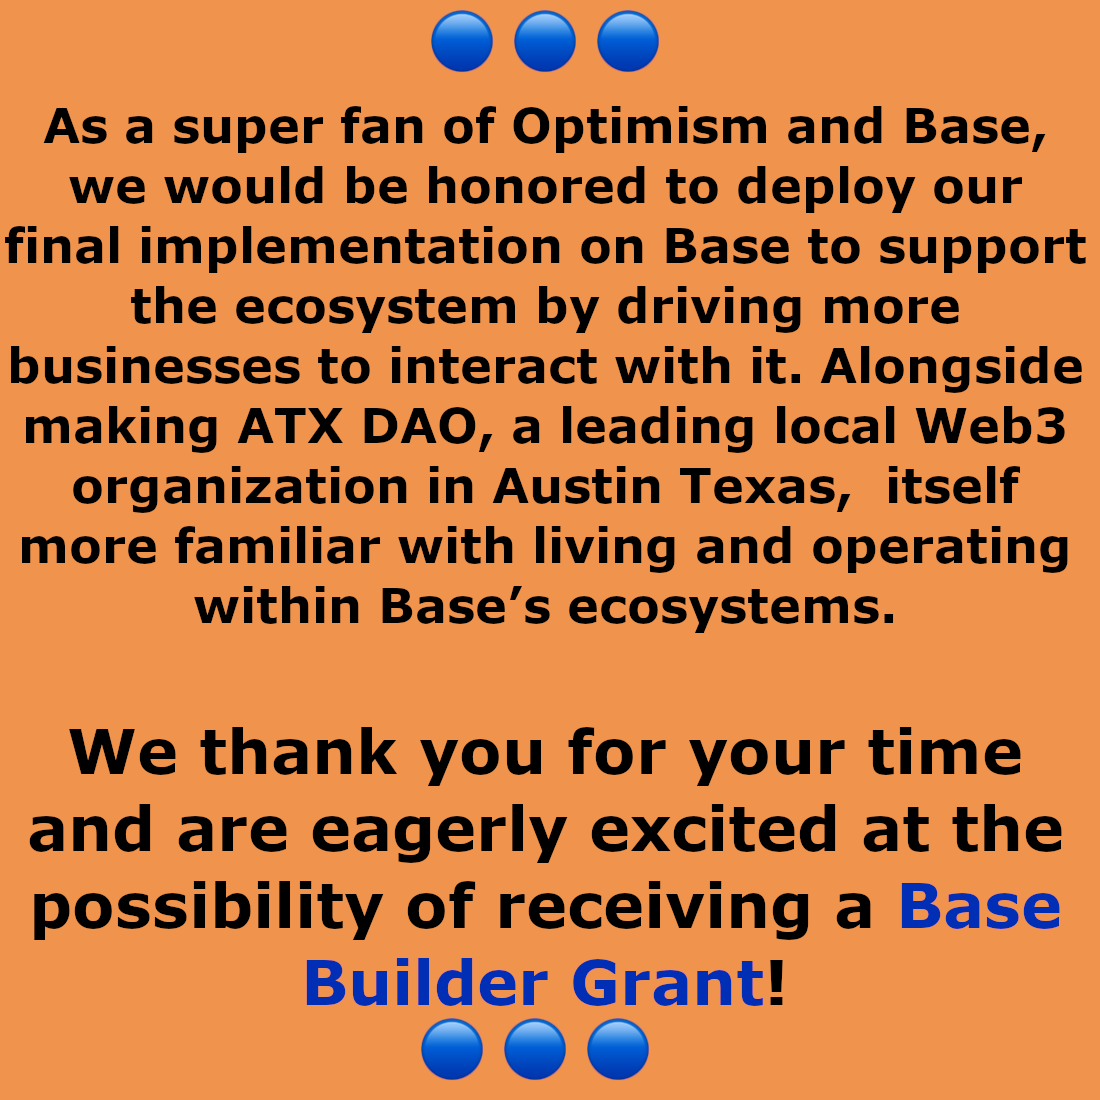 As a super fan of Optimism and Base,
we would be honored to deploy our
final implementation on Base to support
the ecosystem by driving more
businesses to interact with it. Alongside
making ATX DAO, a leading local Web3
organization in Austin Texas,  itself
more familiar with living and operating
within Base’s ecosystems.
We thank you for your time
and are eagerly excited at the
possibility of receiving a Base
Builder Grant!